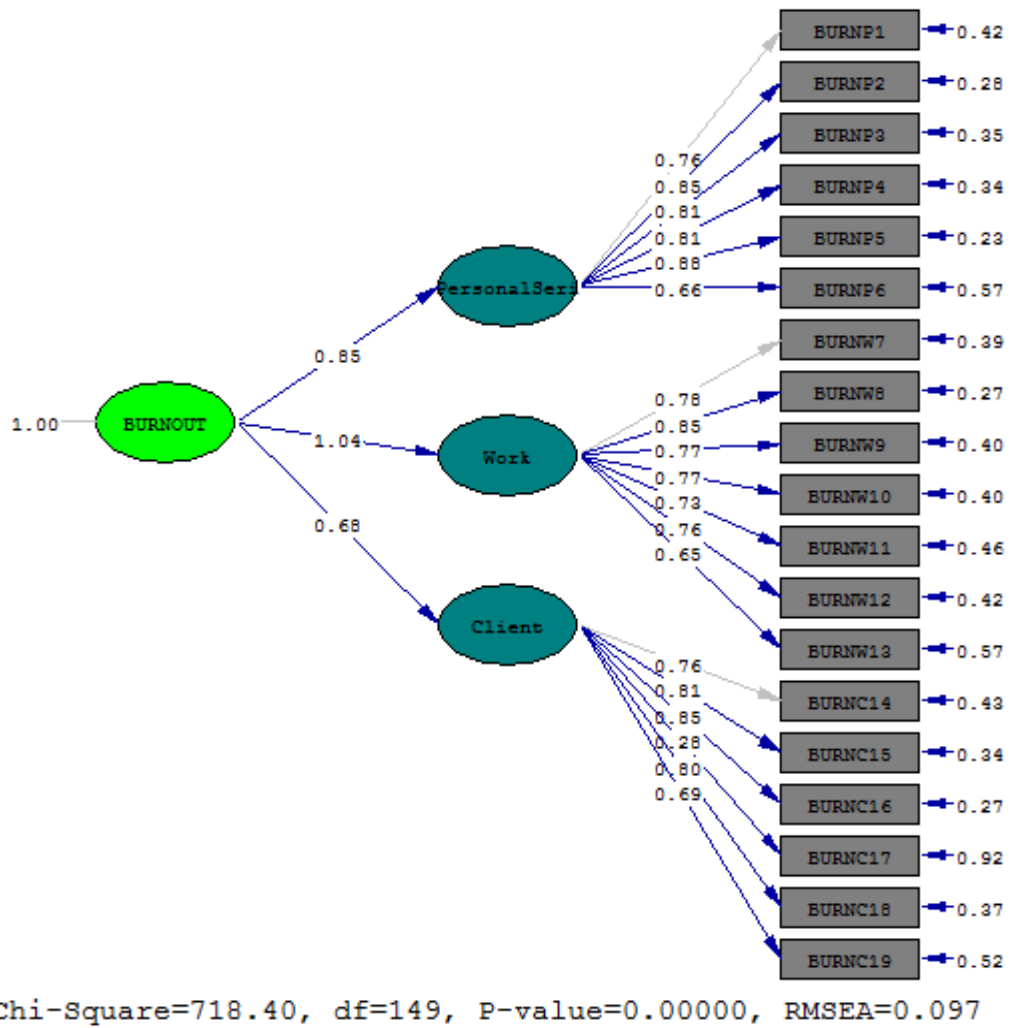 BURNP1 0.42
BURNP2 0.28
BURNP3 0.35
0.76
0.85
BURNP4 0.34
0.81
0.81
BURNP5 0.23
0.88
PersonalSeri
0.66
BURNP6 0.57
BURNW7 0.39
0.85
0.78
BURNW8 0.27
0.85
1.00 BURNOUT
0.77
BURNW9 0.40
1.04
Work
0.77
BURNW10 0.40
0.73
0.68
0.76
BURNW11 0.46
0.65
BURNW12 0.42
Client
BURNW13 0.57
0.76
0.81
BURNC14 0.43
0.85
0.28
BURNC15 0.34
0.80
0.69
BURNC16 0.27
BURNC17 0.92
BURNC18 0.37
BURNC19 0.52
Chi-Square=718.40, df=149, P-value=0.00000, RMSEA=0.097